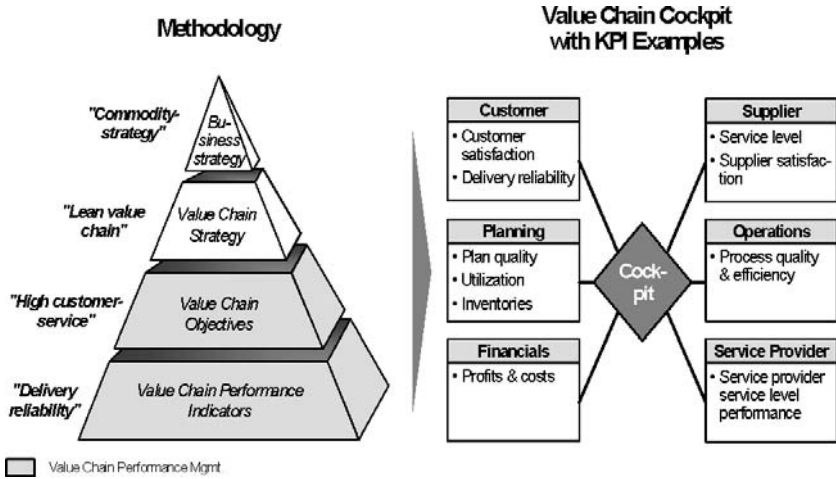 Methodology
"Commodity-
strategy"
Bu-
siness
strategy
"Lean value
chain"
Value Chain
Strategy
"High customer-
service"
Value Chain
Objectives
"Delivery
reliability"
Value Chain Performance
Indicators
Value Chain Performance Mgmt.
Value Chain Cockpit
with KPI Examples
Customer
• Customer
satisfaction
• Delivery reliability
Planning
• Plan quality
• Utilization
• Inventories
Financials
• Profits & costs
Cock-
pit
Supplier
• Service level
• Supplier satisfac-
tion
Operations
• Process quality
& efficiency
Service Provider
• Service provider
service level
performance